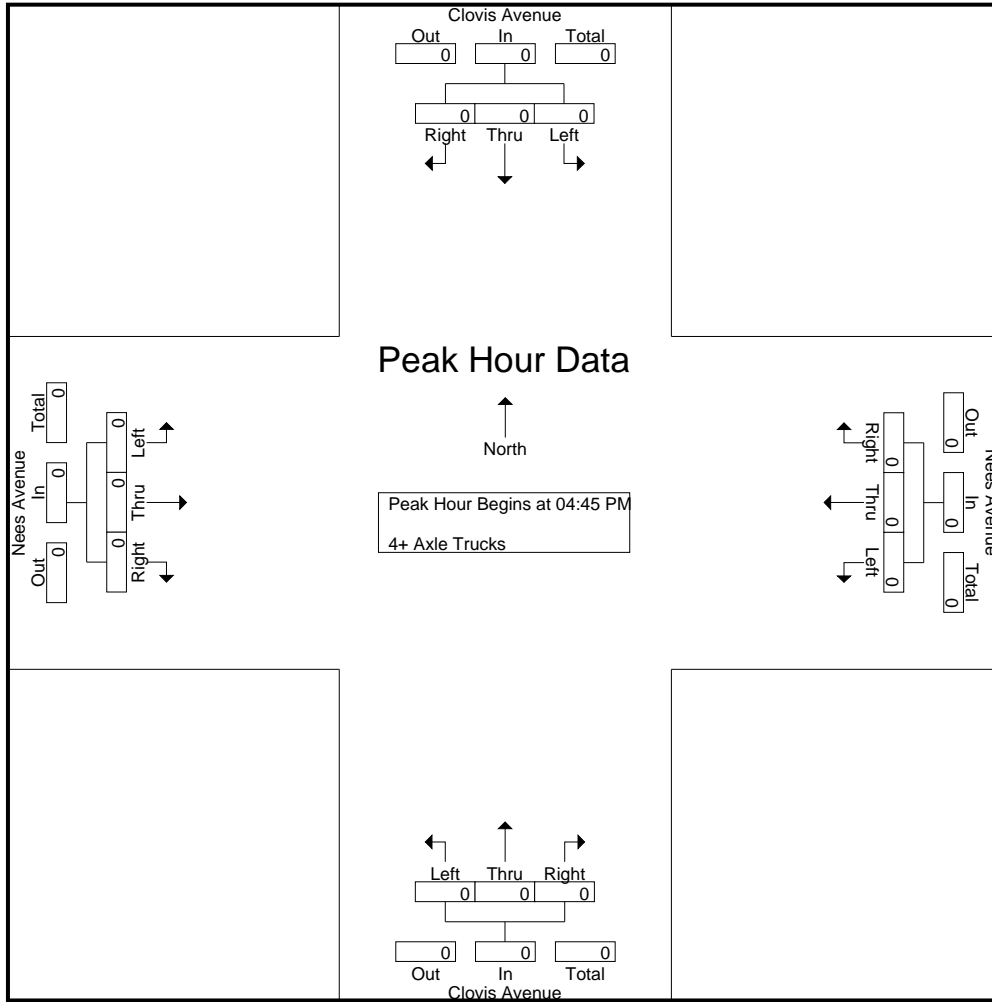 Clovis Avenue
Out In Total
0 0 0
0 0 0
Right Thru Left
Peak Hour Data
North
Peak Hour Begins at 04:45 PM
4+ Axle Trucks
Nees Avenue
Total In Out
0 0 0
0 0 0
Left Thru Right
Nees Avenue
Out In Total
0 0 0
0 0 0
Right Thru Left
Left Thru Right
0 0 0
0 0 0
Out In Total
Clovis Avenue